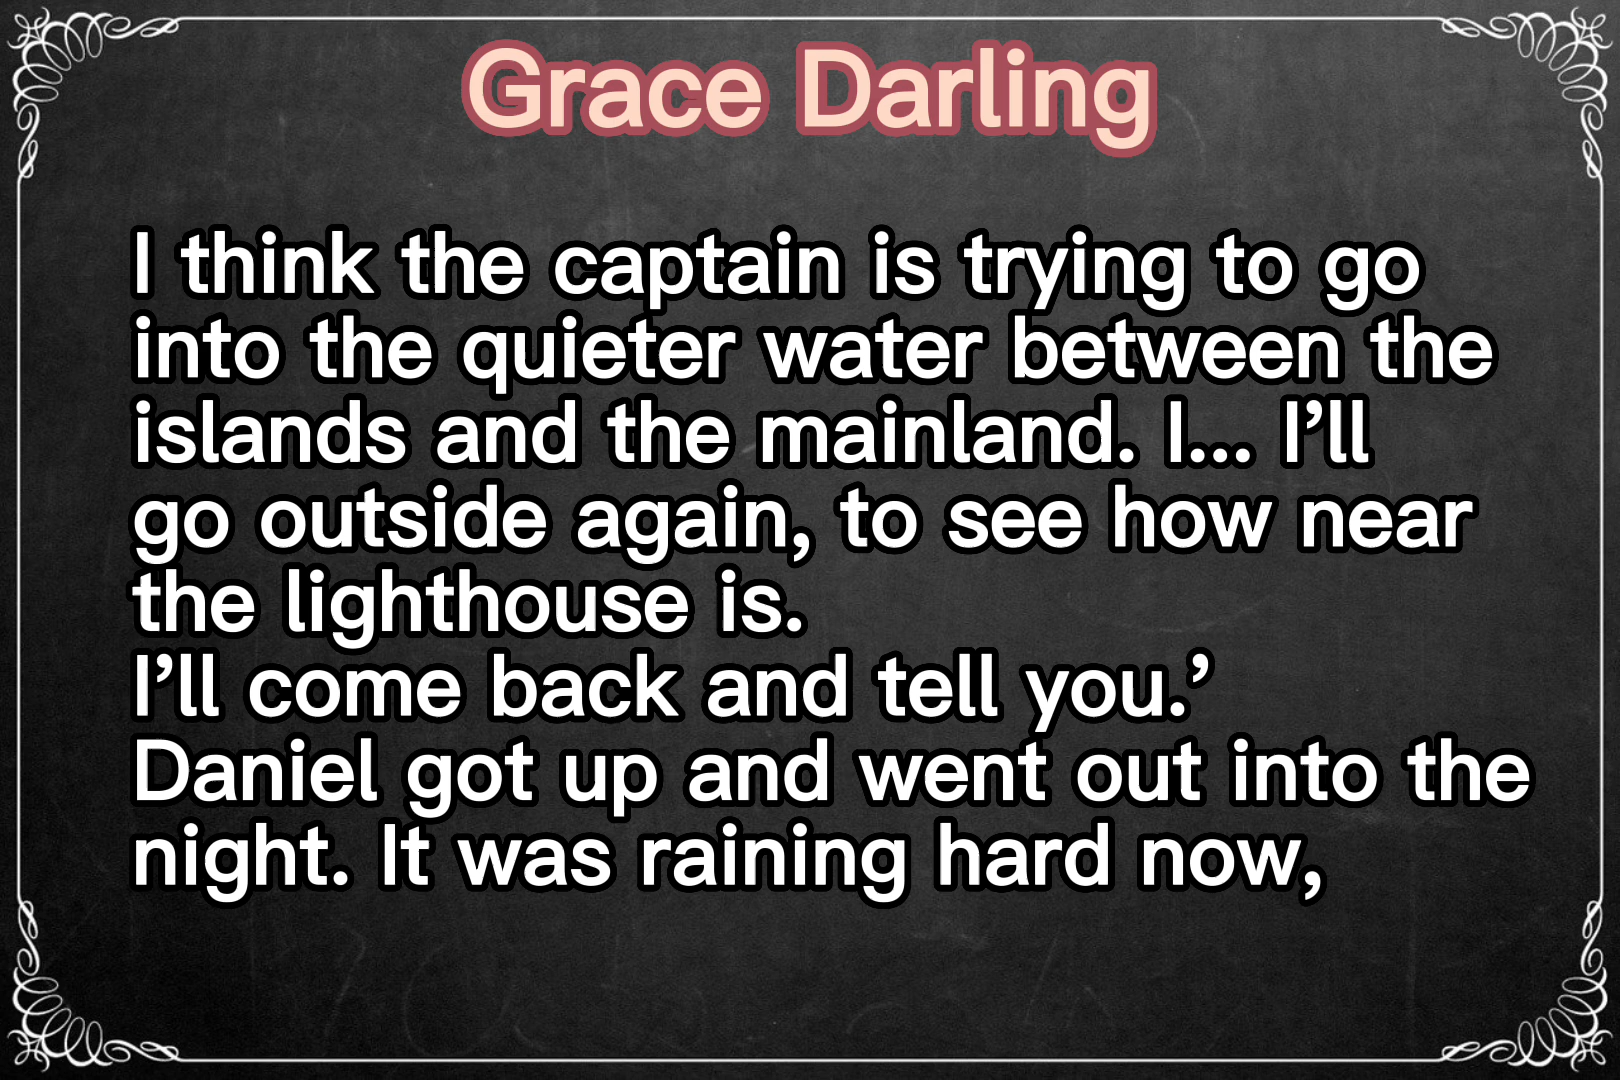 Grace Darling
I think the captain is trying to go
into the quieter water between the
islands and the mainland. I... I’ll
go outside again, to see how near
the lighthouse is.
I’ll come back and tell you.’
Daniel got up and went out into the
night. It was raining hard now,